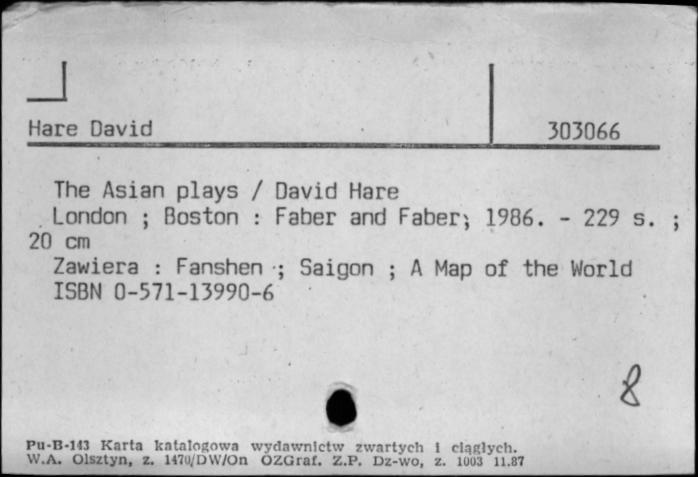 Hare David 303066
The Asian plays / David Hare
London ; Boston : Faber and Faber, 1986. - 229 s. ;
20 cm
Zawiera : Fanshen ; Saigon ; A Map of the World
ISBN 0-571-13990-6
8
Pu-B-143 Karta katalogowa wydawnictw zwartych i ciągłych.
W.A. Olsztyn, z. 1470/DW/On OZGraf. Z.P. Dz-wo, z. 1003 11.87